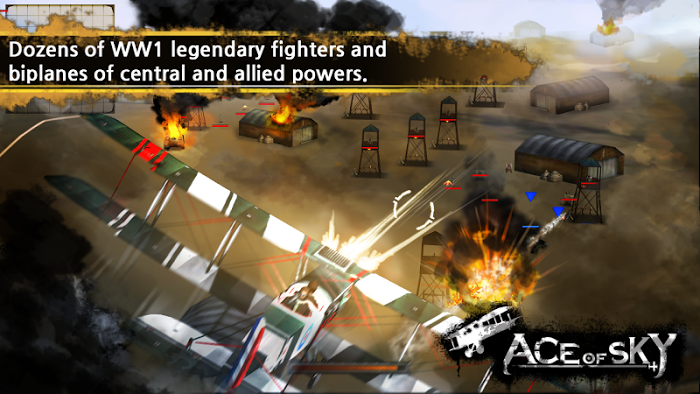 Dozens of WW1 legendary fighters and
biplanes of central and allied powers.
ACE OF SKY